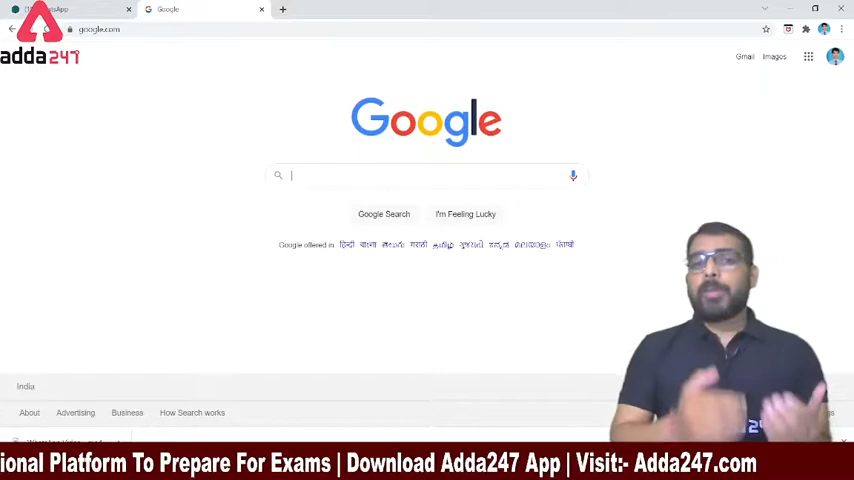 Google
google.com
adda247
Gmail
Images
Google
Google Search
I'm Feeling Lucky
Google offered in हिन्दी বাংলা తెలుగు मराठी தமிழ் ગુજરાતી ಕನ್ನಡ മലയാളം ਪੰਜਾਬੀ
India
About
Advertising
Business
How Search works
ional Platform To Prepare For Exams | Download Adda247 App | Visit:- Adda247.com